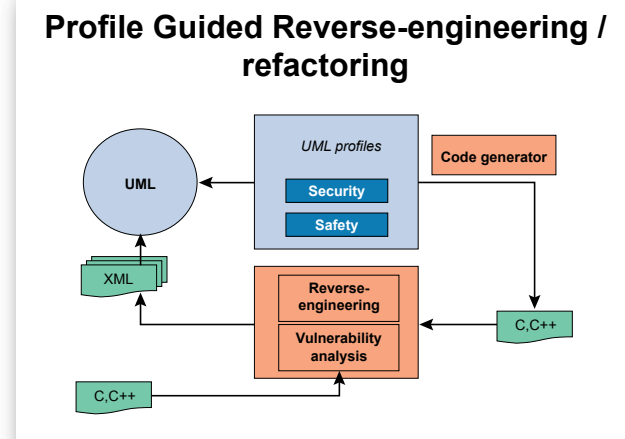 Profile Guided Reverse-engineering /
refactoring
UML profiles
Code generator
UML
Security
Safety
XML
Reverse-
engineering
C,C++
Vulnerability
analysis
C,C++